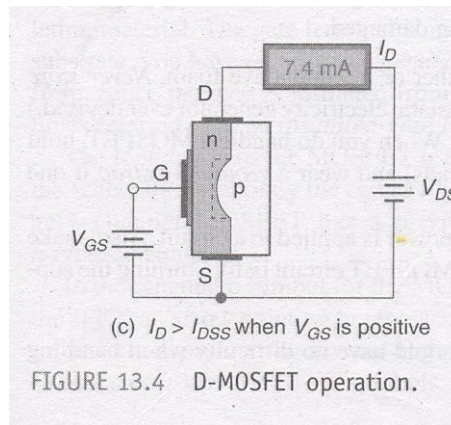 I_D
7.4 mA
D
n
G
p
V_DS
V_GS
S
(c) I_D > I_DSS when V_GS is positive
FIGURE 13.4 D-MOSFET operation.